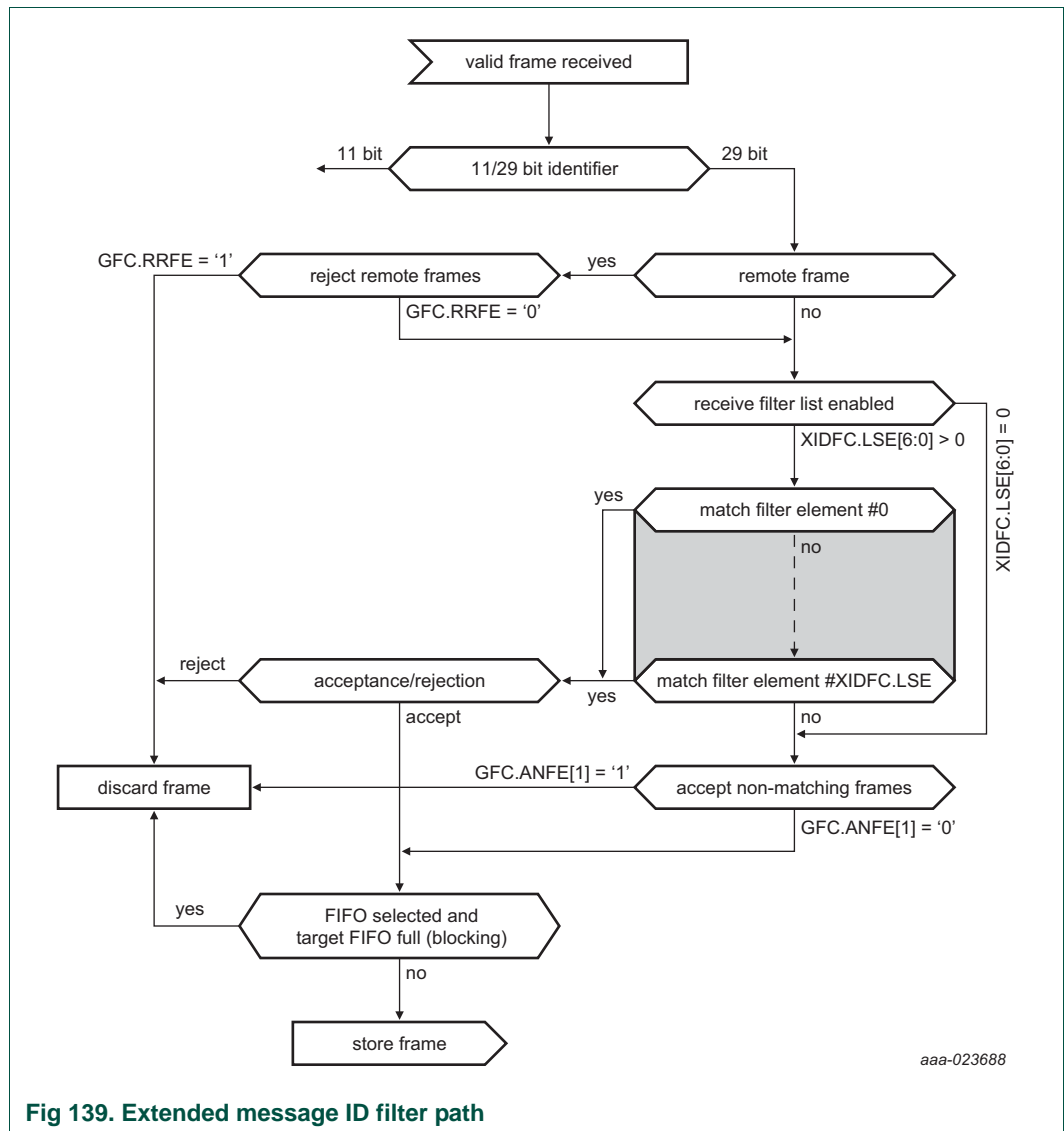 valid frame received
11 bit
11/29 bit identifier
29 bit
GFC.RRFE = ‘1’
reject remote frames
yes
remote frame
GFC.RRFE = ‘0’
no
receive filter list enabled
XIDFC.LSE[6:0] > 0
XIDFC.LSE[6:0] = 0
yes
match filter element #0
no
reject
acceptance/rejection
yes
match filter element #XIDFC.LSE
accept
no
discard frame
GFC.ANFE[1] = ‘1’
accept non-matching frames
GFC.ANFE[1] = ‘0’
yes
FIFO selected and
target FIFO full (blocking)
no
store frame
aaa-023688
Fig 139. Extended message ID filter path